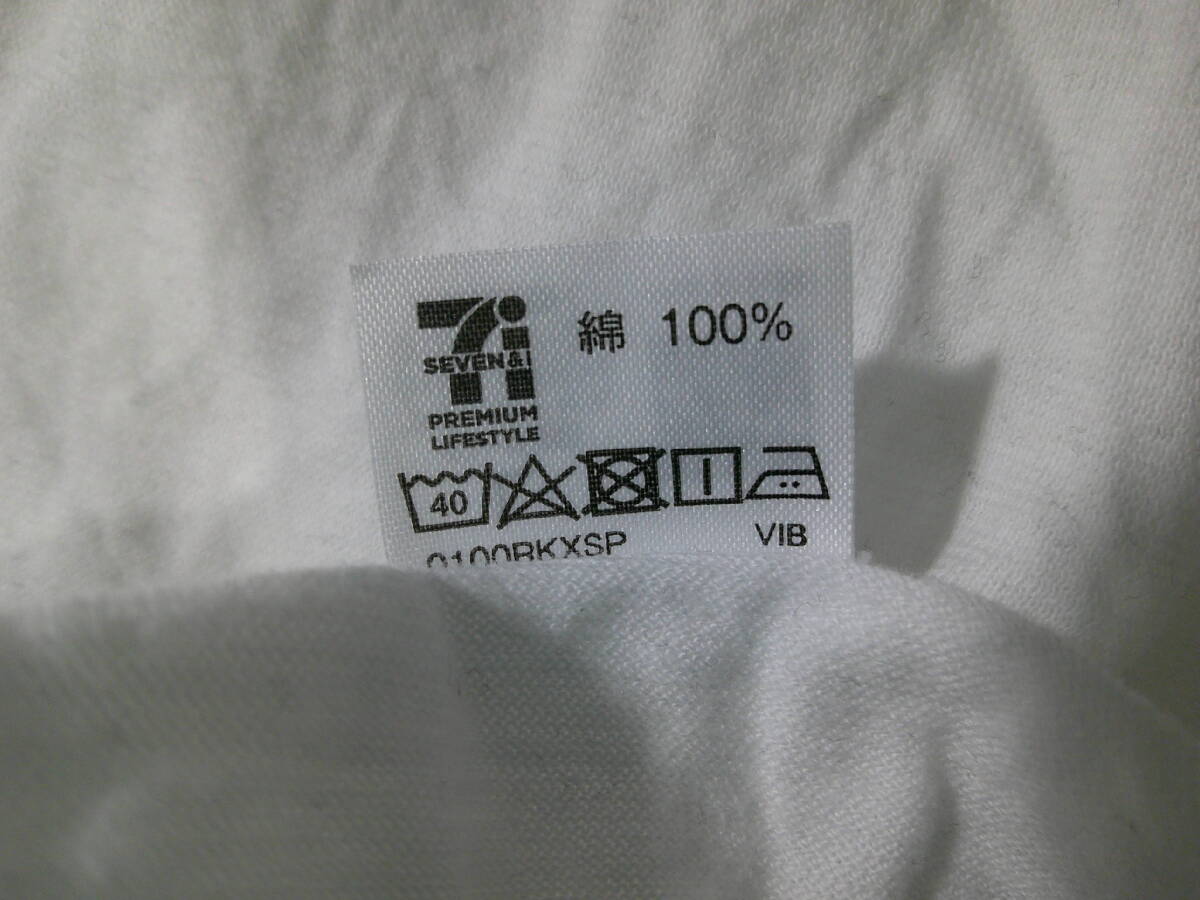 7i
SEVEN&I
PREMIUM
LIFESTYLE
綿 100%
40
VIB